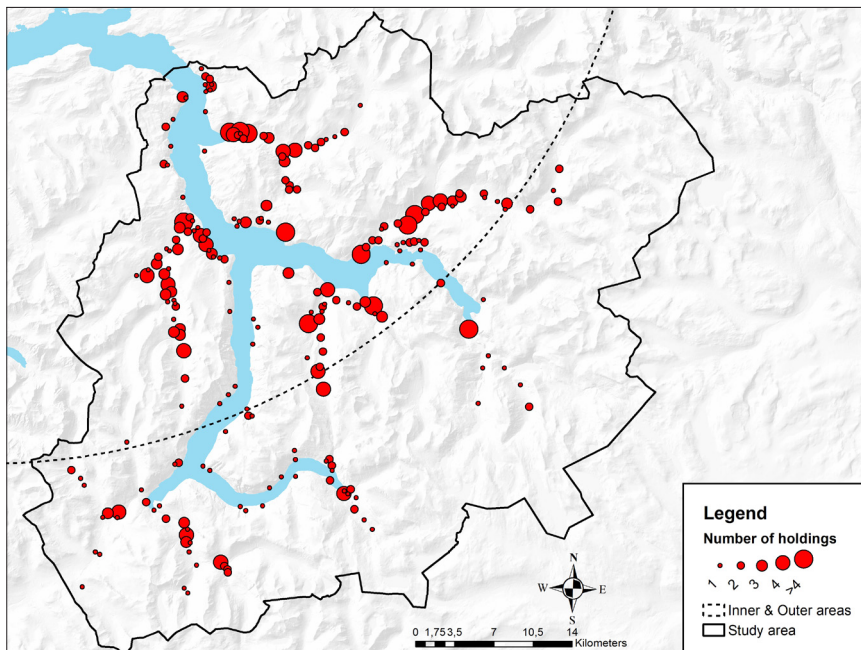 Legend
Number of holdings
1 2 3 4 >4
Inner & Outer areas
Study area
N
W E
S
0 1,75 3,5 7 10,5 14
Kilometers